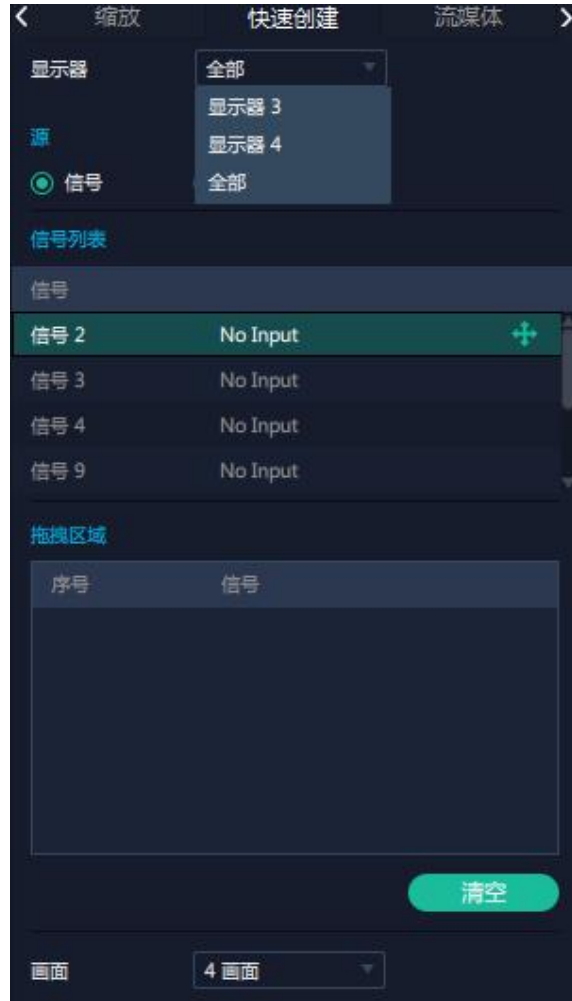 缩放 快速创建 流媒体
显示器 全部
显示器 3
源
显示器 4
信号 全部
信号列表
信号
信号 2 No Input
信号 3 No Input
信号 4 No Input
信号 9 No Input
拖拽区域
序号 信号
清空
画面 4 画面